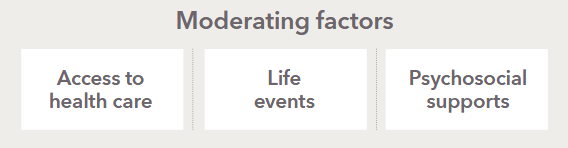 Moderating factors
Access to
health care
Life
events
Psychosocial
supports